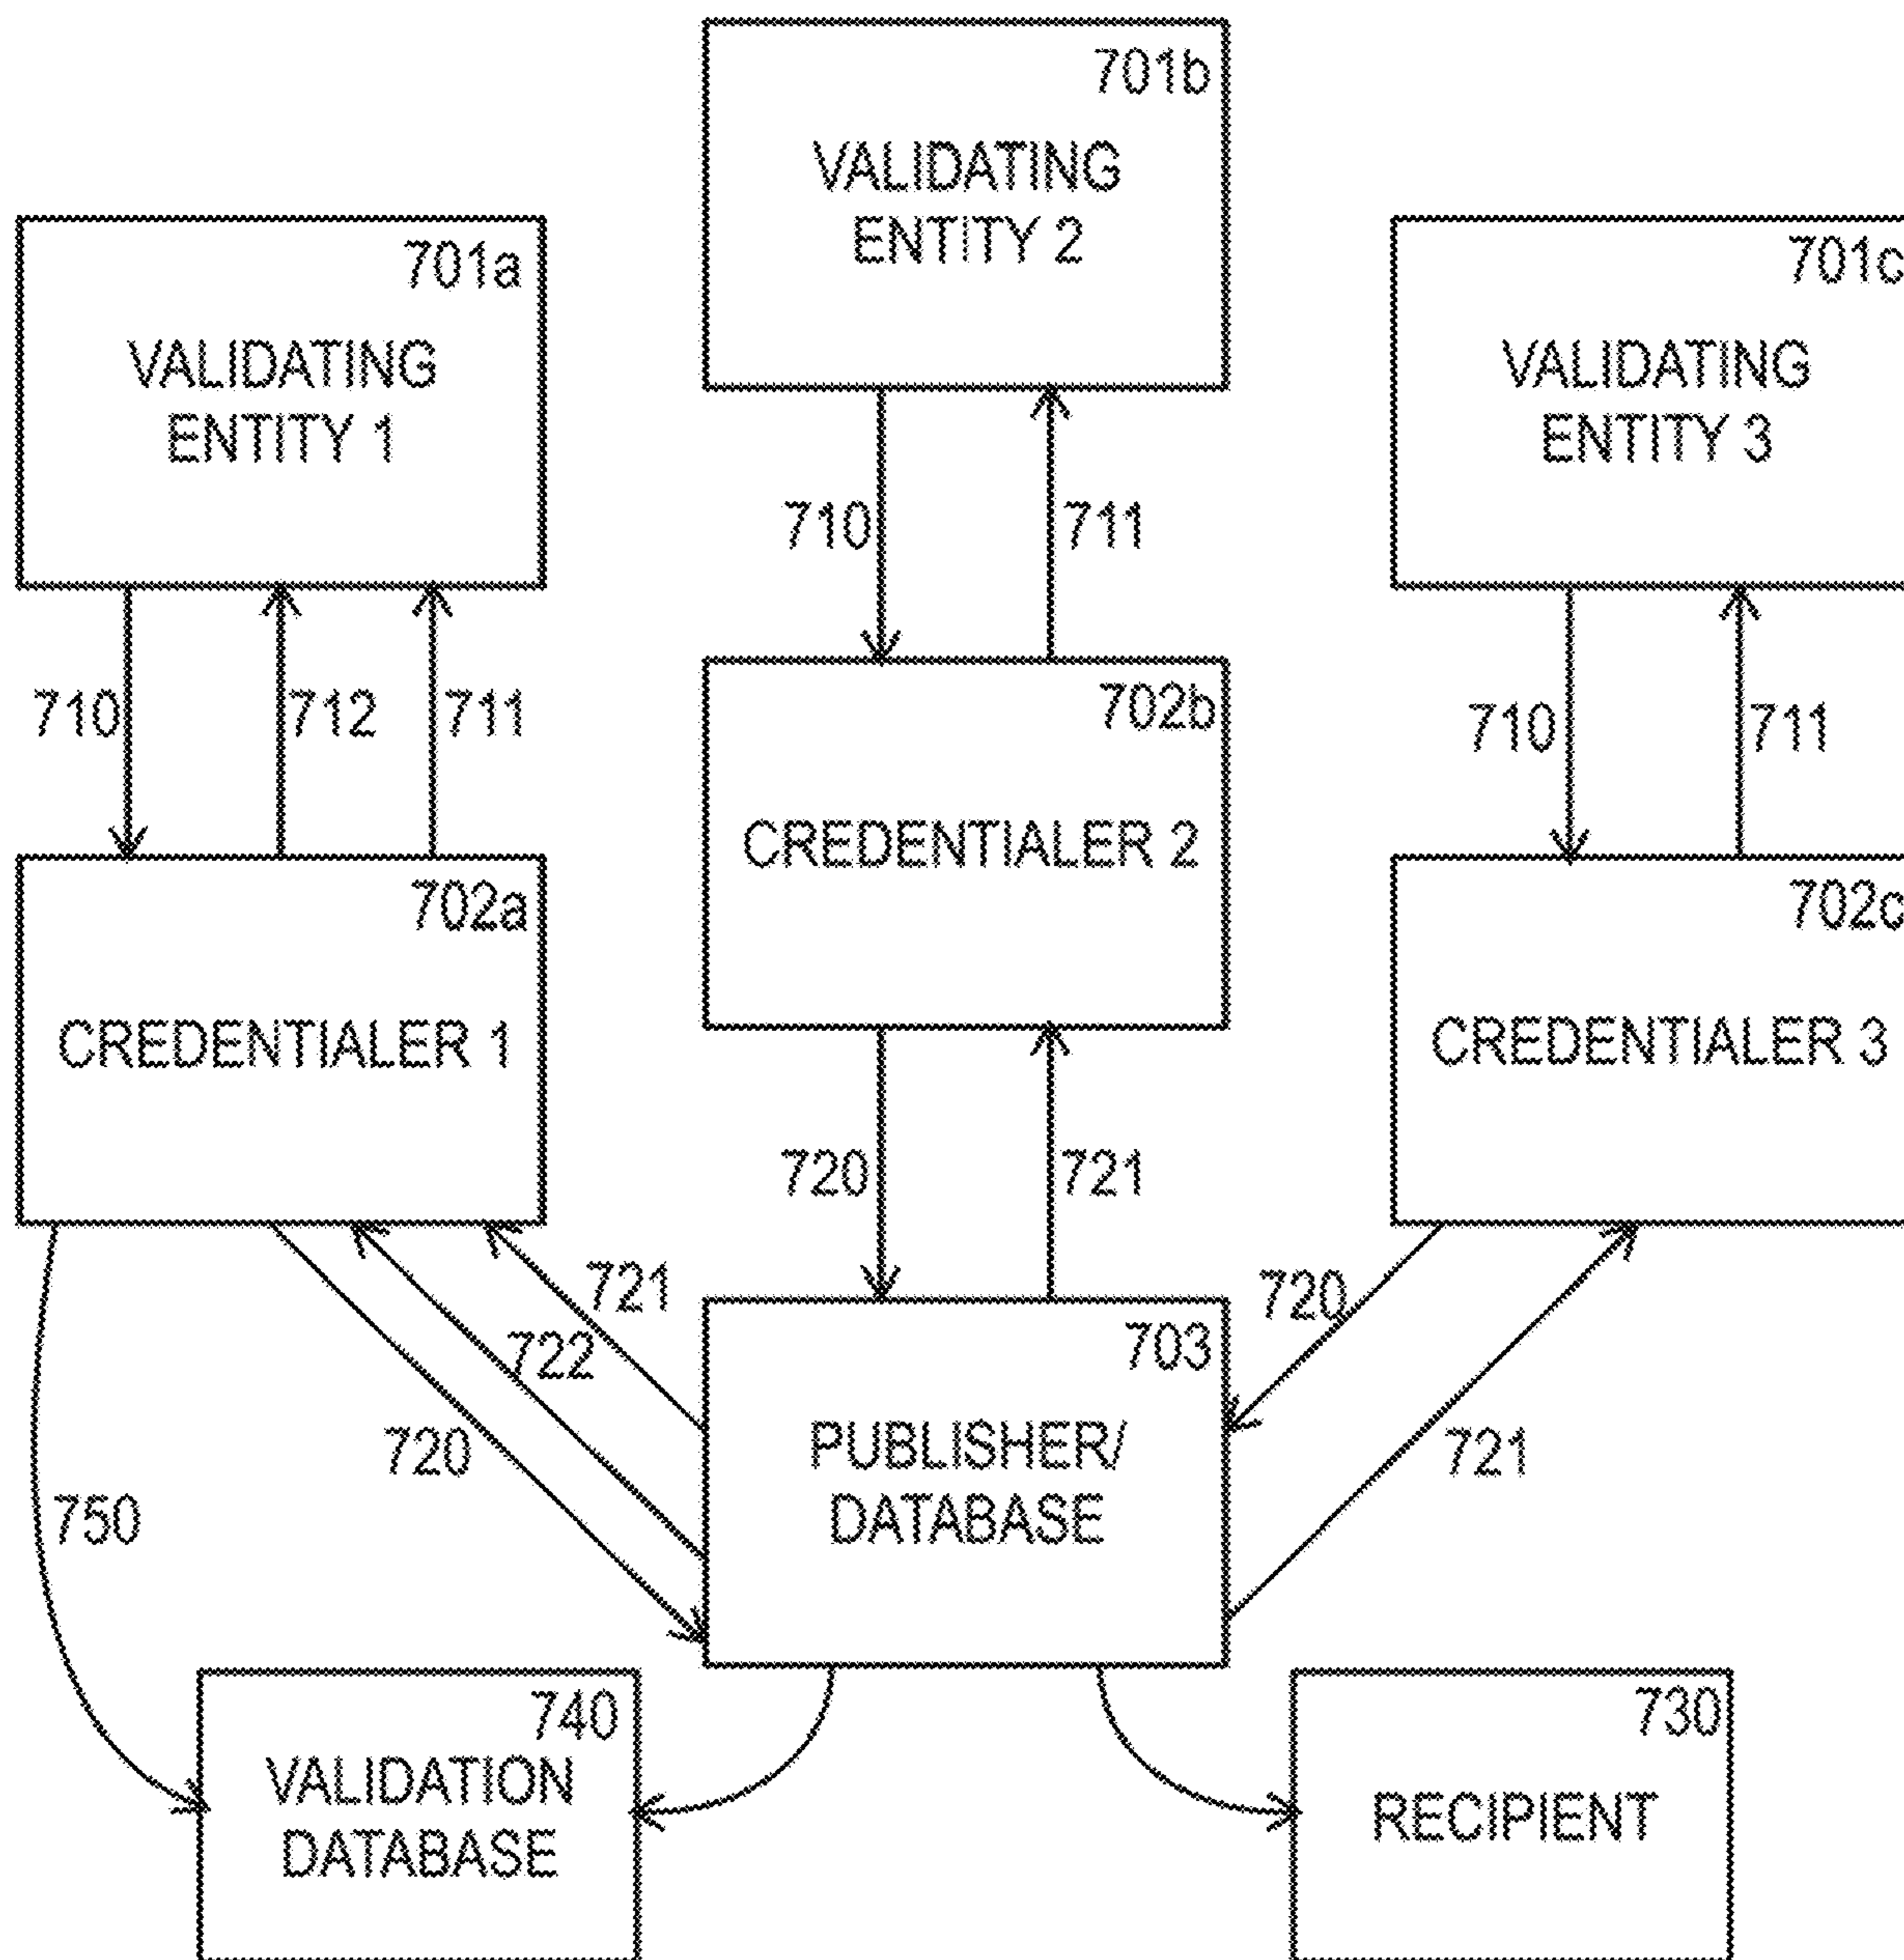 701b
VALIDATING
ENTITY 2
701a
VALIDATING
ENTITY 1
701c
VALIDATING
ENTITY 3
710
711
710
712
711
710
711
702b
CREDENTIALER 2
702a
CREDENTIALER 1
702c
CREDENTIALER 3
720
721
721
722
720
720
721
703
PUBLISHER/
DATABASE
750
740
VALIDATION
DATABASE
730
RECIPIENT